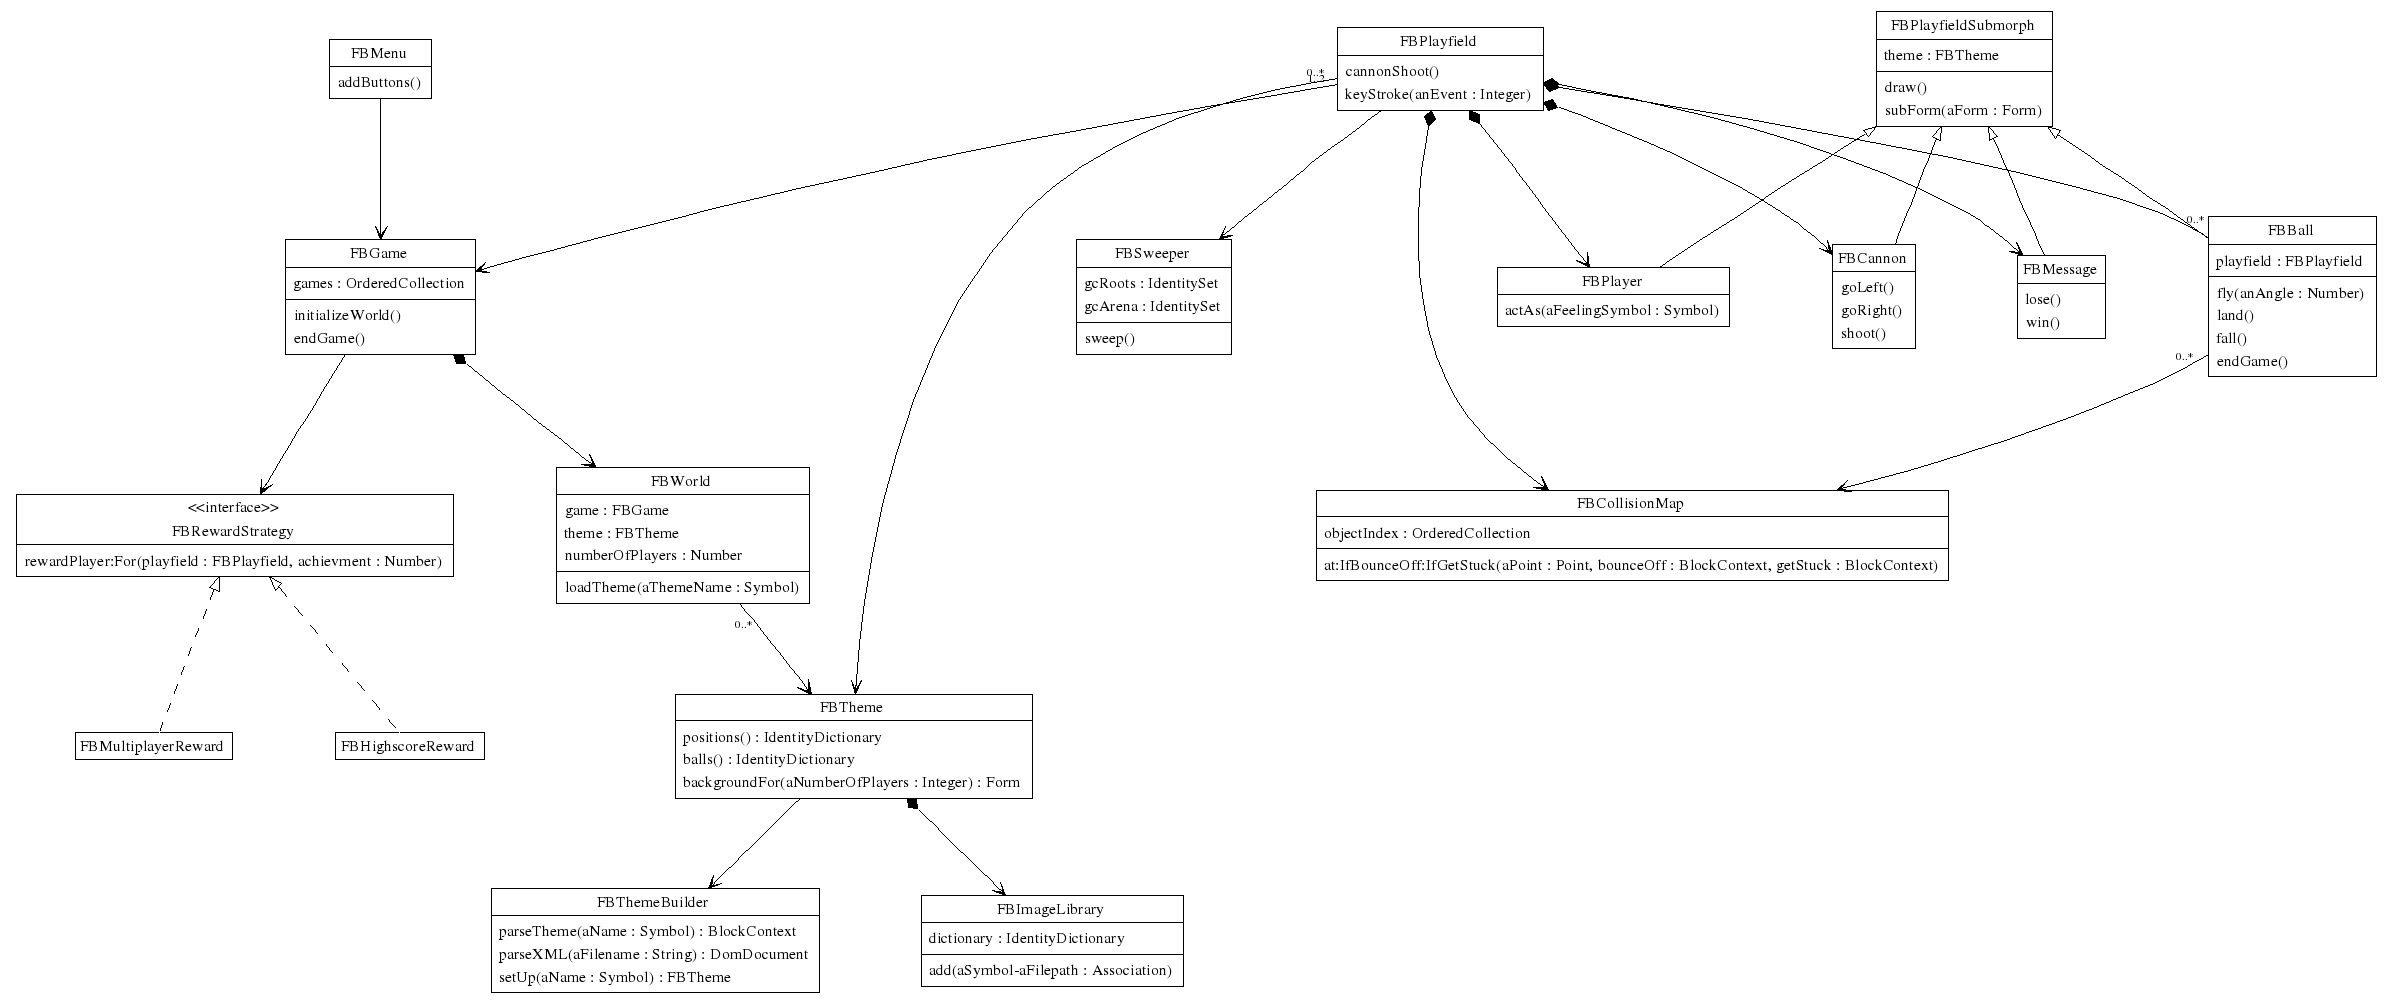 FBMenu
addButtons()
FBPlayfield
cannonShoot()
keyStroke(anEvent : Integer)
0..*
1..2
FBPlayfieldSubmorph
theme : FBTheme
draw()
subForm(aForm : Form)
FBGame
games : OrderedCollection
initializeWorld()
endGame()
FBSweeper
gcRoots : IdentitySet
gcArena : IdentitySet
sweep()
FBPlayer
actAs(aFeelingSymbol : Symbol)
FBCannon
goLeft()
goRight()
shoot()
FBMessage
lose()
win()
0..*
FBBall
playfield : FBPlayfield
fly(anAngle : Number)
land()
fall()
endGame()
0..*
<<interface>>
FBRewardStrategy
rewardPlayer:For(playfield : FBPlayfield, achievment : Number)
FBWorld
game : FBGame
theme : FBTheme
numberOfPlayers : Number
loadTheme(aThemeName : Symbol)
0..*
FBCollisionMap
objectIndex : OrderedCollection
at:IfBounceOff:IfGetStuck(aPoint : Point, bounceOff : BlockContext, getStuck : BlockContext)
FBMultiplayerReward
FBHighscoreReward
FBTheme
positions() : IdentityDictionary
balls() : IdentityDictionary
backgroundFor(aNumberOfPlayers : Integer) : Form
FBThemeBuilder
parseTheme(aName : Symbol) : BlockContext
parseXML(aFilename : String) : DomDocument
setUp(aName : Symbol) : FBTheme
FBImageLibrary
dictionary : IdentityDictionary
add(aSymbol-aFilepath : Association)